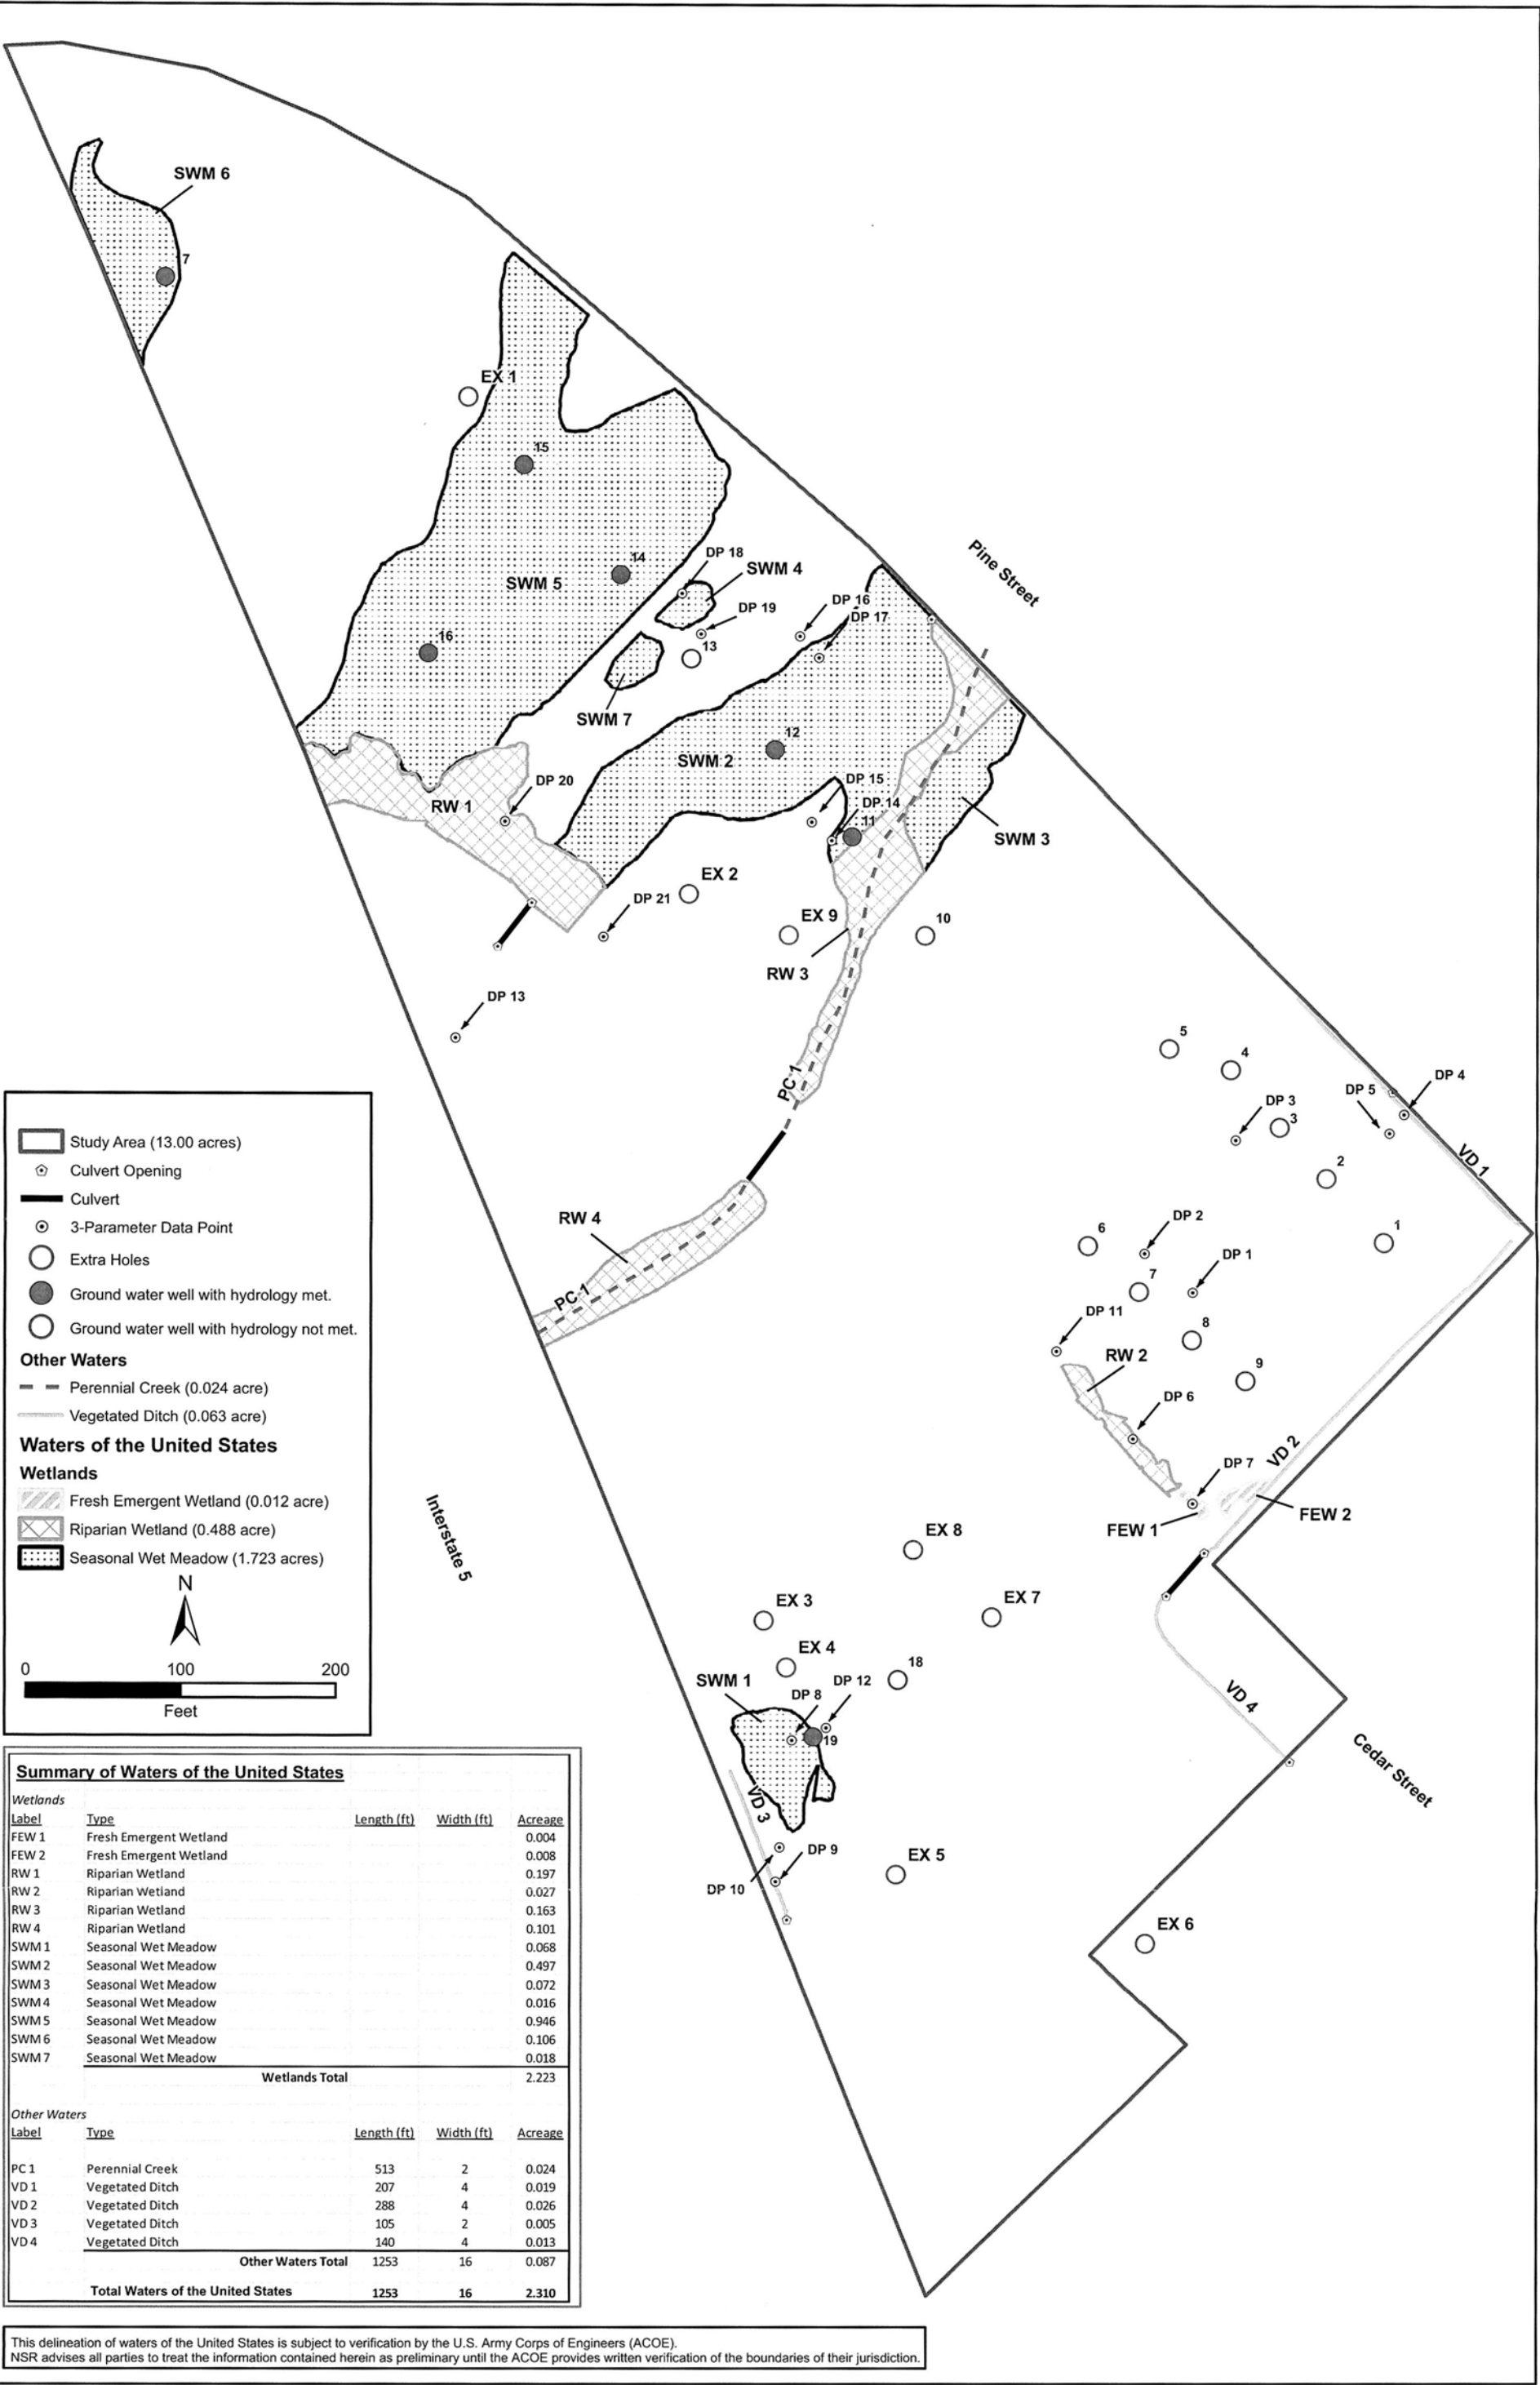 SWM 6
7
EX 1
15
14
SWM 5
16
DP 18
SWM 4
DP 19
13
SWM 7
DP 16
DP 17
Pine Street
12
SWM 2
DP 15
DP 14
11
SWM 3
RW 1
DP 20
EX 2
DP 21
EX 9
10
RW 3
DP 13
PC 1
5
4
DP 4
DP 5
DP 3
3
VD 1
2
1
RW 4
PC 1
6
DP 2
7
DP 1
DP 11
8
RW 2
9
DP 6
DP 7
VD 2
FEW 1
FEW 2
Interstate 5
EX 8
EX 7
EX 3
EX 4
18
SWM 1
DP 8
DP 12
19
VD 3
VD 4
Cedar Street
DP 9
DP 10
EX 5
EX 6
Study Area (13.00 acres)
Culvert Opening
Culvert
3-Parameter Data Point
Extra Holes
Ground water well with hydrology met.
Ground water well with hydrology not met.
Other Waters
Perennial Creek (0.024 acre)
Vegetated Ditch (0.063 acre)
Waters of the United States
Wetlands
Fresh Emergent Wetland (0.012 acre)
Riparian Wetland (0.488 acre)
Seasonal Wet Meadow (1.723 acres)
N
0 100 200
Feet
Summary of Waters of the United States
Wetlands
Label Type Length (ft) Width (ft) Acreage
FEW 1 Fresh Emergent Wetland 0.004
FEW 2 Fresh Emergent Wetland 0.008
RW 1 Riparian Wetland 0.197
RW 2 Riparian Wetland 0.027
RW 3 Riparian Wetland 0.163
RW 4 Riparian Wetland 0.101
SWM 1 Seasonal Wet Meadow 0.068
SWM 2 Seasonal Wet Meadow 0.497
SWM 3 Seasonal Wet Meadow 0.072
SWM 4 Seasonal Wet Meadow 0.016
SWM 5 Seasonal Wet Meadow 0.946
SWM 6 Seasonal Wet Meadow 0.106
SWM 7 Seasonal Wet Meadow 0.018
Wetlands Total 2.223
Other Waters
Label Type Length (ft) Width (ft) Acreage
PC 1 Perennial Creek 513 2 0.024
VD 1 Vegetated Ditch 207 4 0.019
VD 2 Vegetated Ditch 288 4 0.026
VD 3 Vegetated Ditch 105 2 0.005
VD 4 Vegetated Ditch 140 4 0.013
Other Waters Total 1253 16 0.087
Total Waters of the United States 1253 16 2.310
This delineation of waters of the United States is subject to verification by the U.S. Army Corps of Engineers (ACOE).
NSR advises all parties to treat the information contained herein as preliminary until the ACOE provides written verification of the boundaries of their jurisdiction.